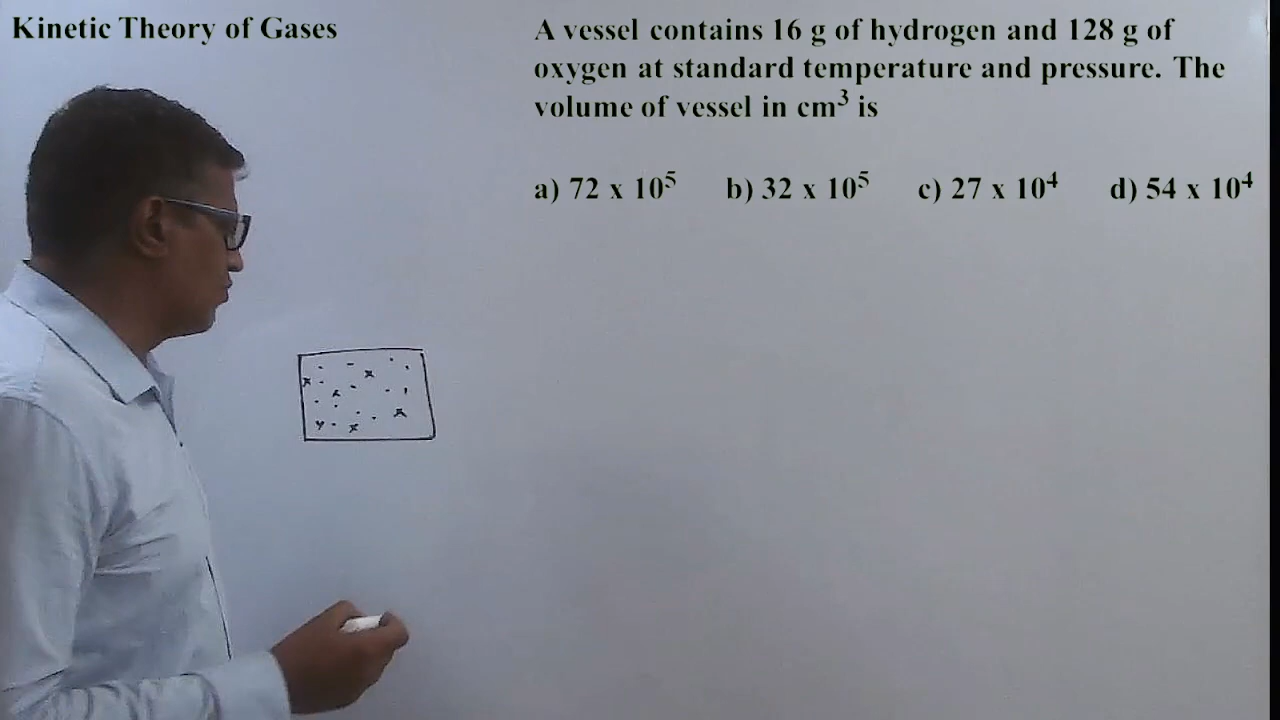 Kinetic Theory of Gases
A vessel contains 16 g of hydrogen and 128 g of
oxygen at standard temperature and pressure. The
volume of vessel in cm³ is
a) 72 x 10⁵ b) 32 x 10⁵ c) 27 x 10⁴ d) 54 x 10⁴